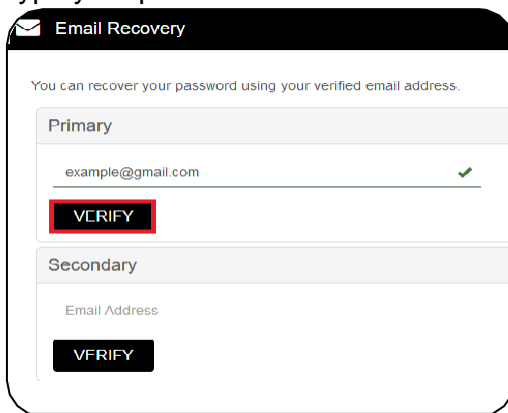 Email Recovery
You can recover your password using your verified email address.
Primary
example@gmail.com
VERIFY
Secondary
Email Address
VERIFY